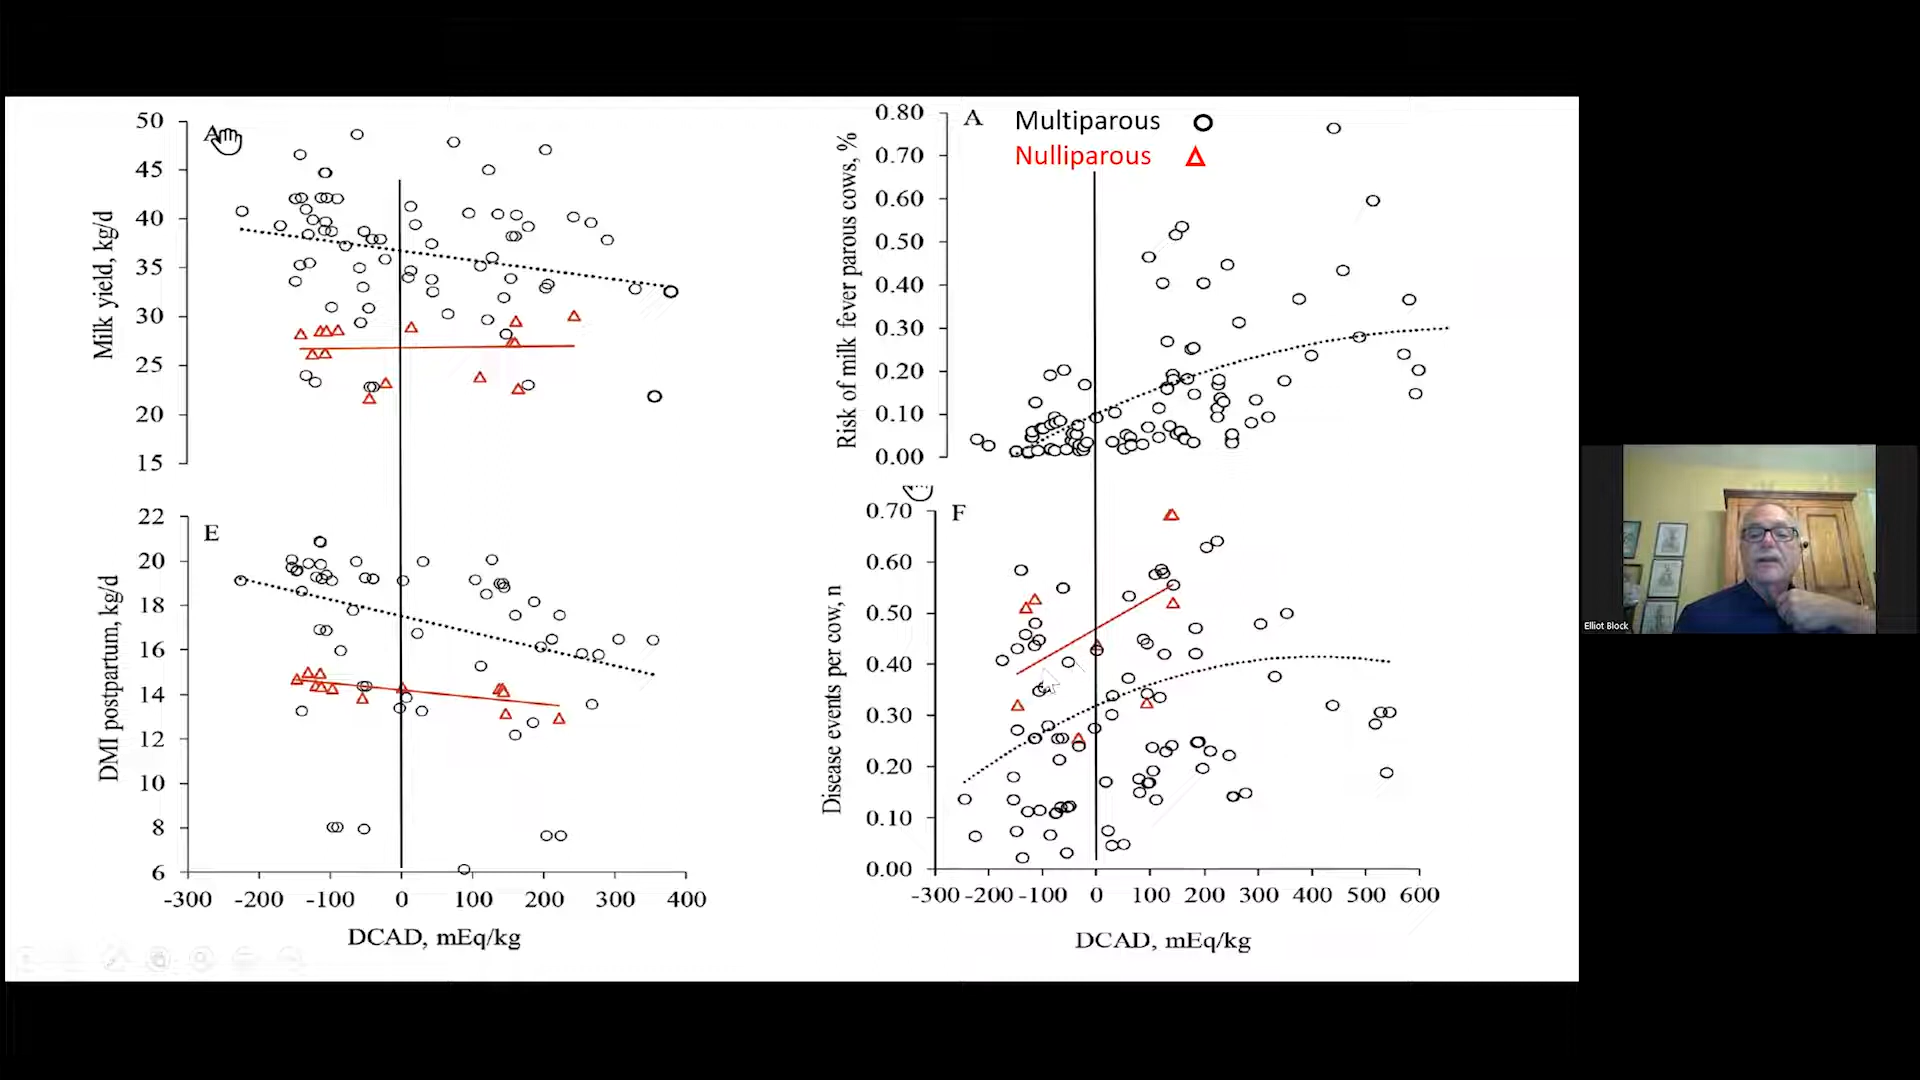 A
50
45
40
35
30
25
20
15
Milk yield, kg/d
A
Multiparous
Nulliparous
0.80
0.70
0.60
0.50
0.40
0.30
0.20
0.10
0.00
Risk of milk fever parous cows, %
E
22
20
18
16
14
12
10
8
6
DMI postpartum, kg/d
-300 -200 -100 0 100 200 300 400
DCAD, mEq/kg
F
0.70
0.60
0.50
0.40
0.30
0.20
0.10
0.00
Disease events per cow, n
-300 -200 -100 0 100 200 300 400 500 600
DCAD, mEq/kg
Elliot Block